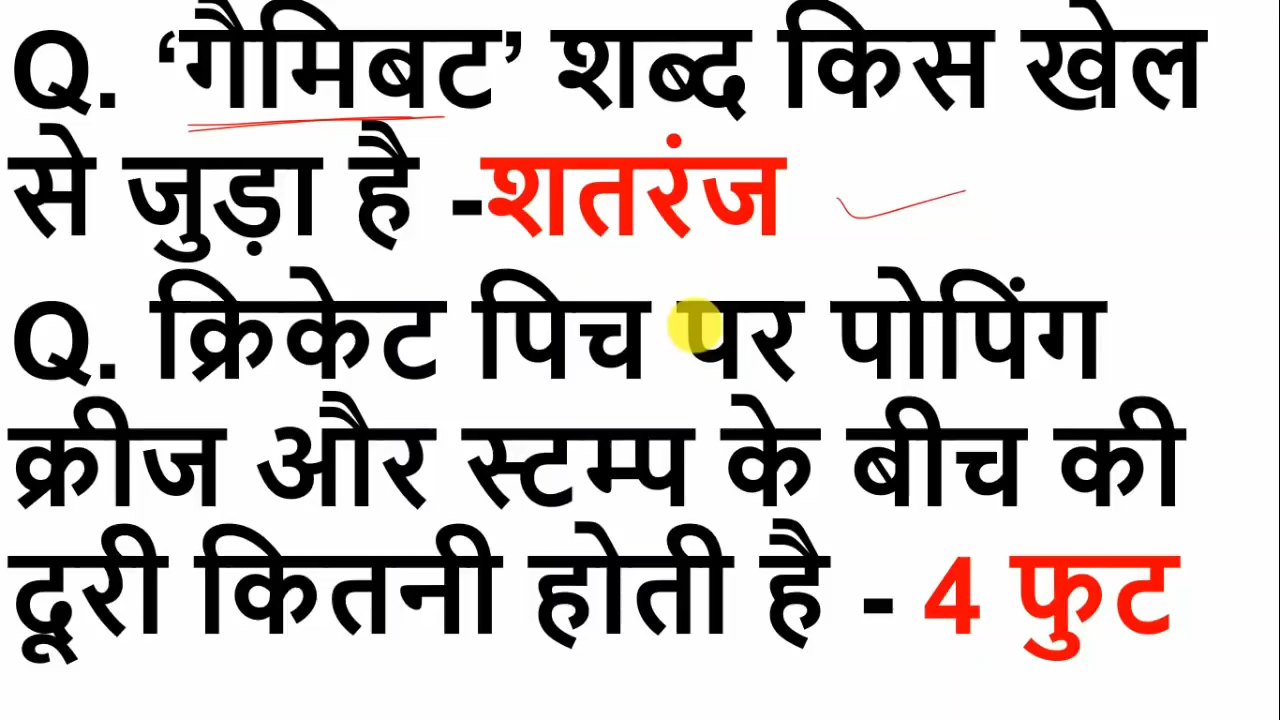 Q. ‘गैमिबट’ शब्द किस खेल
से जुड़ा है -शतरंज
Q. क्रिकेट पिच पर पोपिंग
क्रीज और स्टम्प के बीच की
दूरी कितनी होती है - 4 फुट